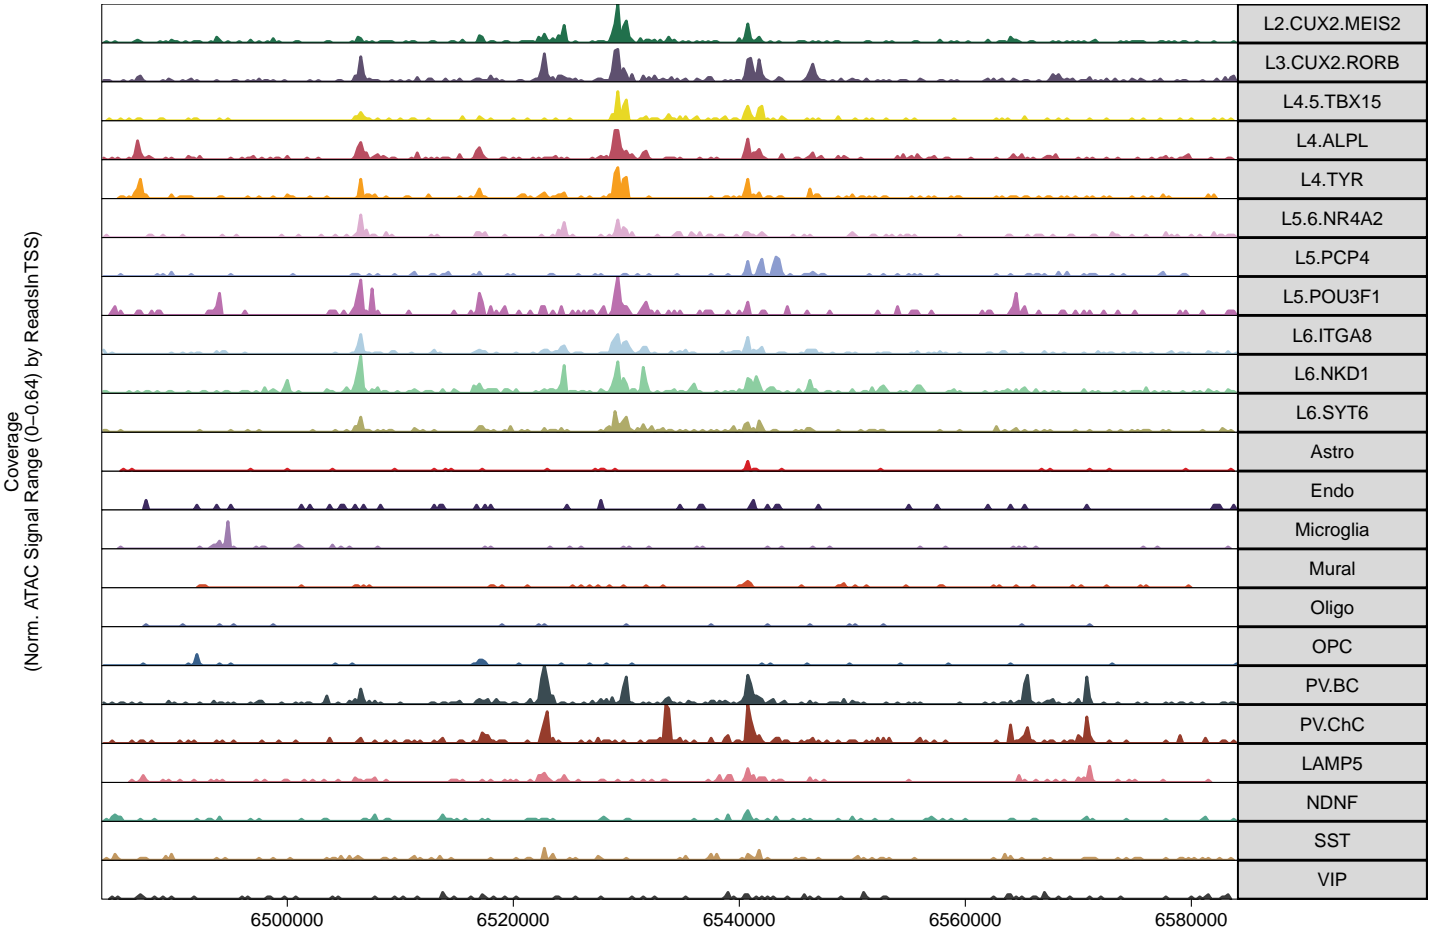 Coverage
(Norm. ATAC Signal Range (0–0.64) by ReadsInTSS)
L2.CUX2.MEIS2
L3.CUX2.RORB
L4.5.TBX15
L4.ALPL
L4.TYR
L5.6.NR4A2
L5.PCP4
L5.POU3F1
L6.ITGA8
L6.NKD1
L6.SYT6
Astro
Endo
Microglia
Mural
Oligo
OPC
PV.BC
PV.ChC
LAMP5
NDNF
SST
VIP
6500000 6520000 6540000 6560000 6580000